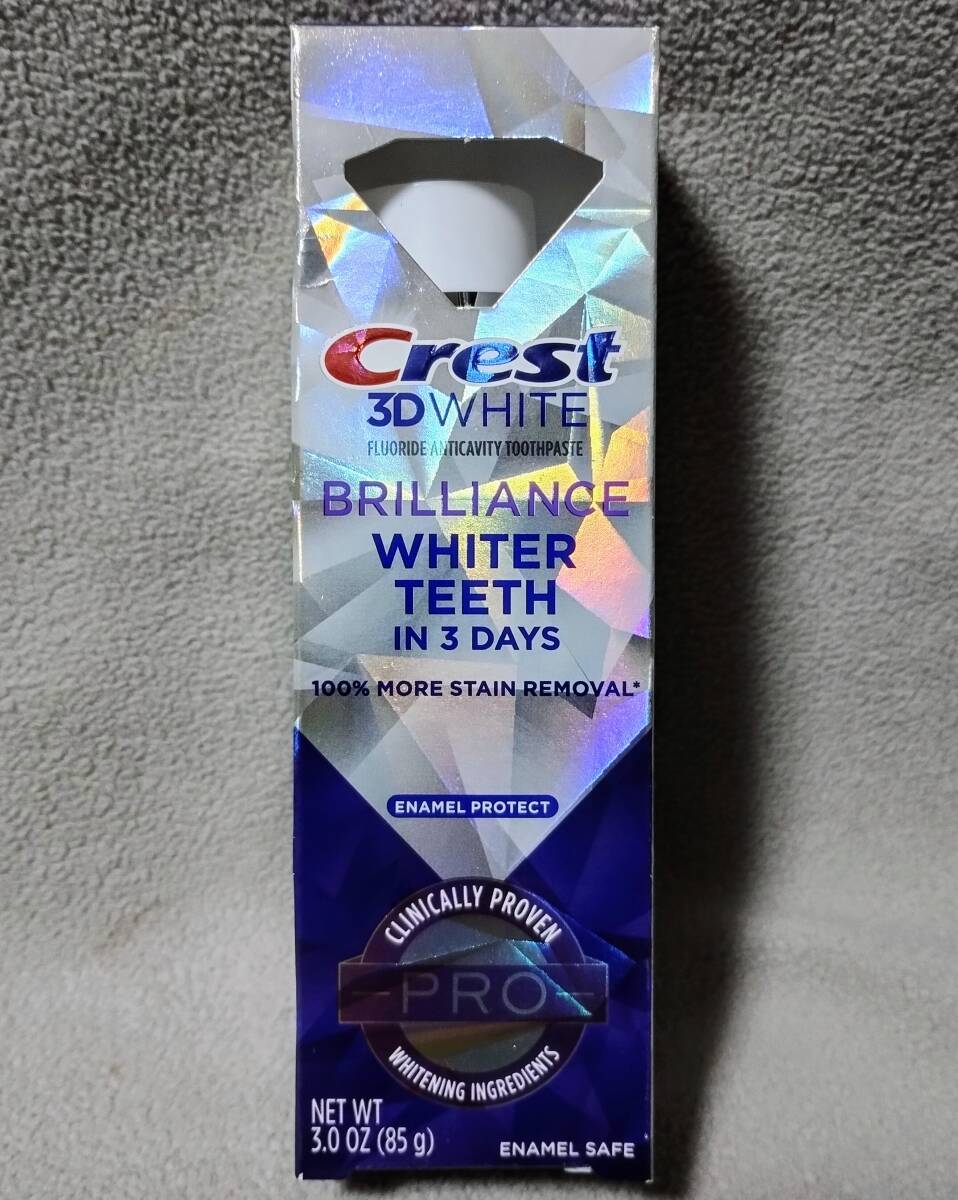 Crest
3D WHITE
FLUORIDE ANTICAVITY TOOTHPASTE
BRILLIANCE
WHITER
TEETH
IN 3 DAYS
100% MORE STAIN REMOVAL*
ENAMEL PROTECT
CLINICALLY PROVEN
PRO
WHITENING INGREDIENTS
NET WT
3.0 OZ (85 g)
ENAMEL SAFE